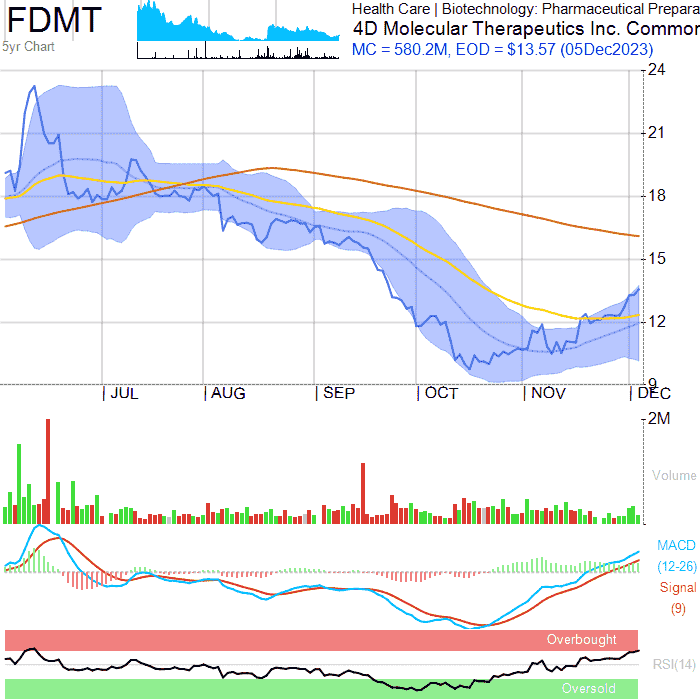 FDMT
5yr Chart
Health Care | Biotechnology: Pharmaceutical Prepara
4D Molecular Therapeutics Inc. Common
MC = 580.2M, EOD = $13.57 (05Dec2023)
24
21
18
15
12
9
JUL
AUG
SEP
OCT
NOV
DEC
2M
Volume
MACD
(12-26)
Signal
(9)
Overbought
RSI(14)
Oversold